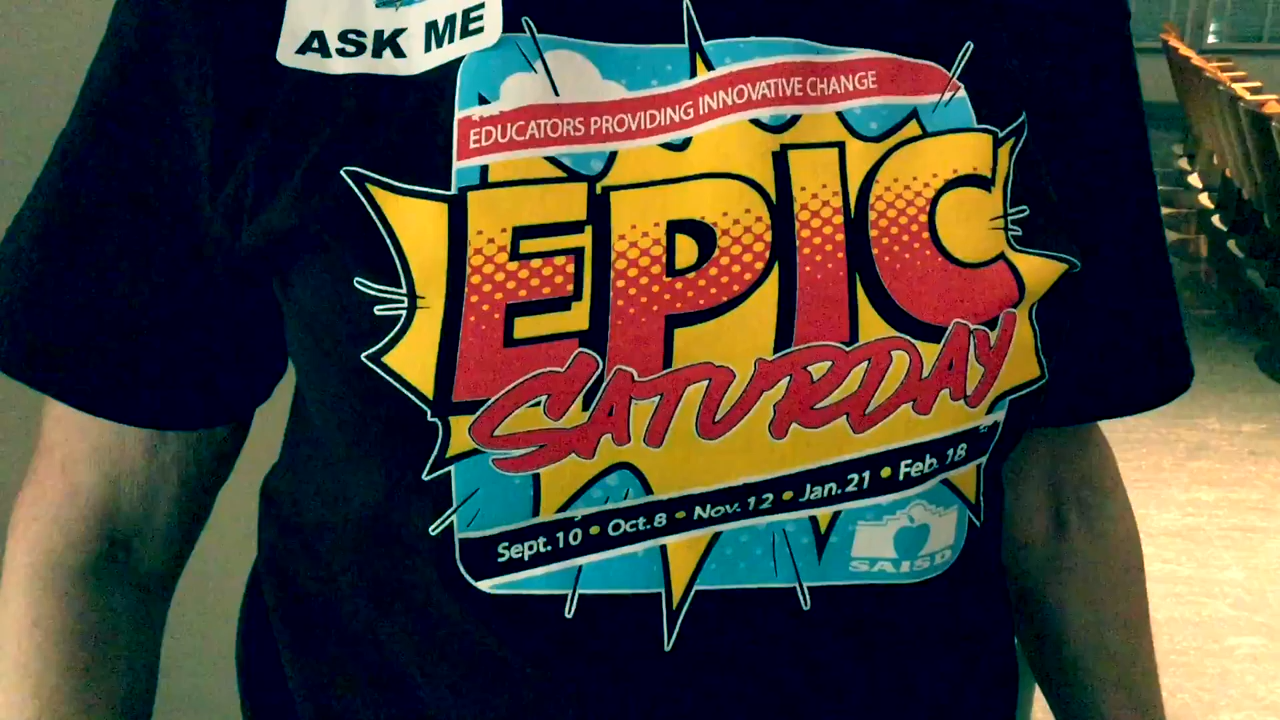 ASK ME
EDUCATORS PROVIDING INNOVATIVE CHANGE
EPIC
SATURDAY
Sept. 10 • Oct. 8 • Nov. 12 • Jan. 21 • Feb. 18
SAISD